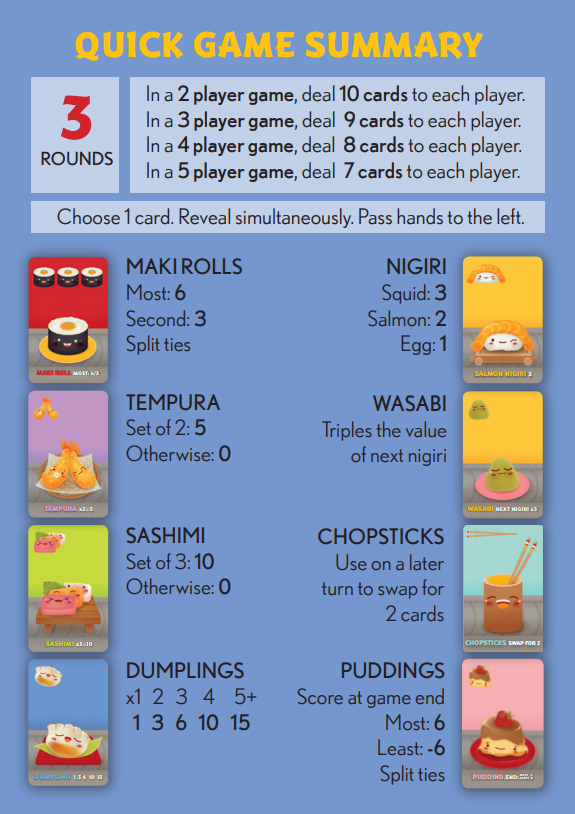 QUICK GAME SUMMARY
3
ROUNDS
In a 2 player game, deal 10 cards to each player.
In a 3 player game, deal 9 cards to each player.
In a 4 player game, deal 8 cards to each player.
In a 5 player game, deal 7 cards to each player.
Choose 1 card. Reveal simultaneously. Pass hands to the left.
MAKI ROLLS
Most: 6
Second: 3
Split ties
MAKI ROLL MOST: 6/3
NIGIRI
Squid: 3
Salmon: 2
Egg: 1
SALMON NIGIRI 2
TEMPURA
Set of 2: 5
Otherwise: 0
TEMPURA x2=5
WASABI
Triples the value
of next nigiri
WASABI NEXT NIGIRI x3
SASHIMI
Set of 3: 10
Otherwise: 0
SASHIMI x3=10
CHOPSTICKS
Use on a later
turn to swap for
2 cards
CHOPSTICKS SWAP FOR 2
DUMPLINGS
x1 2 3 4 5+
1 3 6 10 15
DUMPLING 1 3 6 10 15
PUDDINGS
Score at game end
Most: 6
Least: -6
Split ties
PUDDING END: